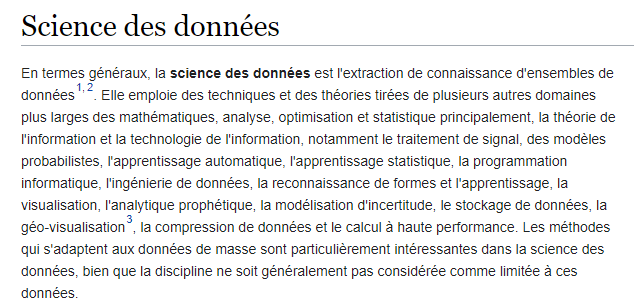 Science des données
En termes généraux, la science des données est l'extraction de connaissance d'ensembles de
données1,2. Elle emploie des techniques et des théories tirées de plusieurs autres domaines
plus larges des mathématiques, analyse, optimisation et statistique principalement, la théorie de
l'information et la technologie de l'information, notamment le traitement de signal, des modèles
probabilistes, l'apprentissage automatique, l'apprentissage statistique, la programmation
informatique, l'ingénierie de données, la reconnaissance de formes et l'apprentissage, la
visualisation, l'analytique prophétique, la modélisation d'incertitude, le stockage de données, la
géo-visualisation3, la compression de données et le calcul à haute performance. Les méthodes
qui s'adaptent aux données de masse sont particulièrement intéressantes dans la science des
données, bien que la discipline ne soit généralement pas considérée comme limitée à ces
données.